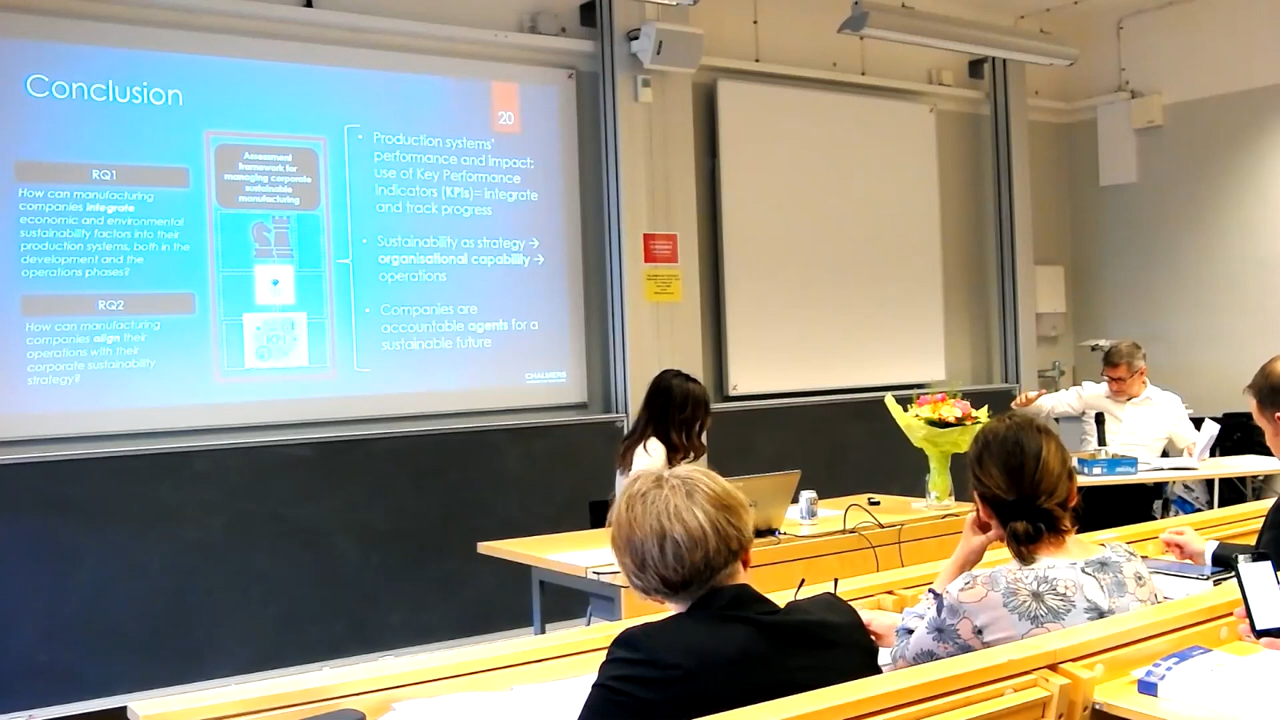 Conclusion
20
RQ1
How can manufacturing
companies integrate
economic and environmental
sustainability factors into their
production systems, both in the
development and the
operations phases?
RQ2
How can manufacturing
companies align their
operations with their
corporate sustainability
strategy?
Assessment
framework for
managing corporate
sustainable
manufacturing
• Production systems'
performance and impact:
use of Key Performance
Indicators (KPIs)= integrate
and track progress
• Sustainability as strategy →
organisational capability →
operations
• Companies are
accountable agents for a
sustainable future
CHALMERS